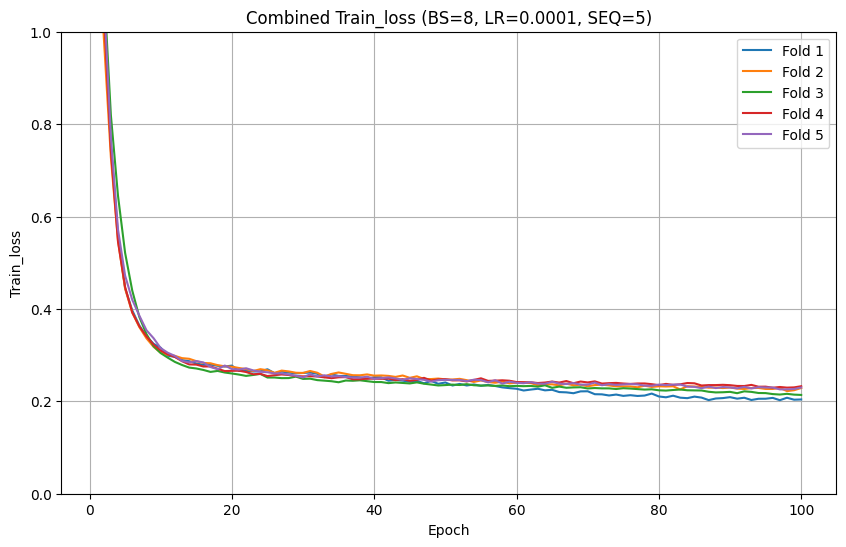 Combined Train_loss (BS=8, LR=0.0001, SEQ=5)
1.0
0.8
0.6
0.4
0.2
0.0
Train_loss
0 20 40 60 80 100
Epoch
Fold 1
Fold 2
Fold 3
Fold 4
Fold 5